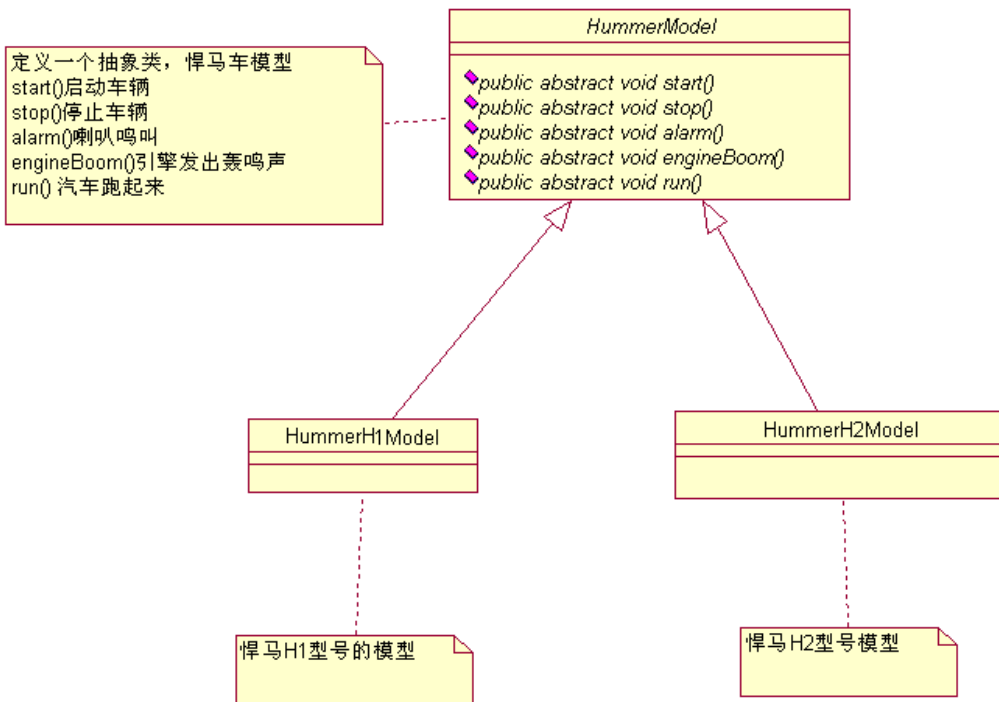 HummerModel
定义一个抽象类，悍马车模型
start()启动车辆
stop()停止车辆
alarm()喇叭鸣叫
engineBoom()引擎发出轰鸣声
run() 汽车跑起来
public abstract void start()
public abstract void stop()
public abstract void alarm()
public abstract void engineBoom()
public abstract void run()
HummerH1Model
HummerH2Model
悍马H1型号的模型
悍马H2型号模型